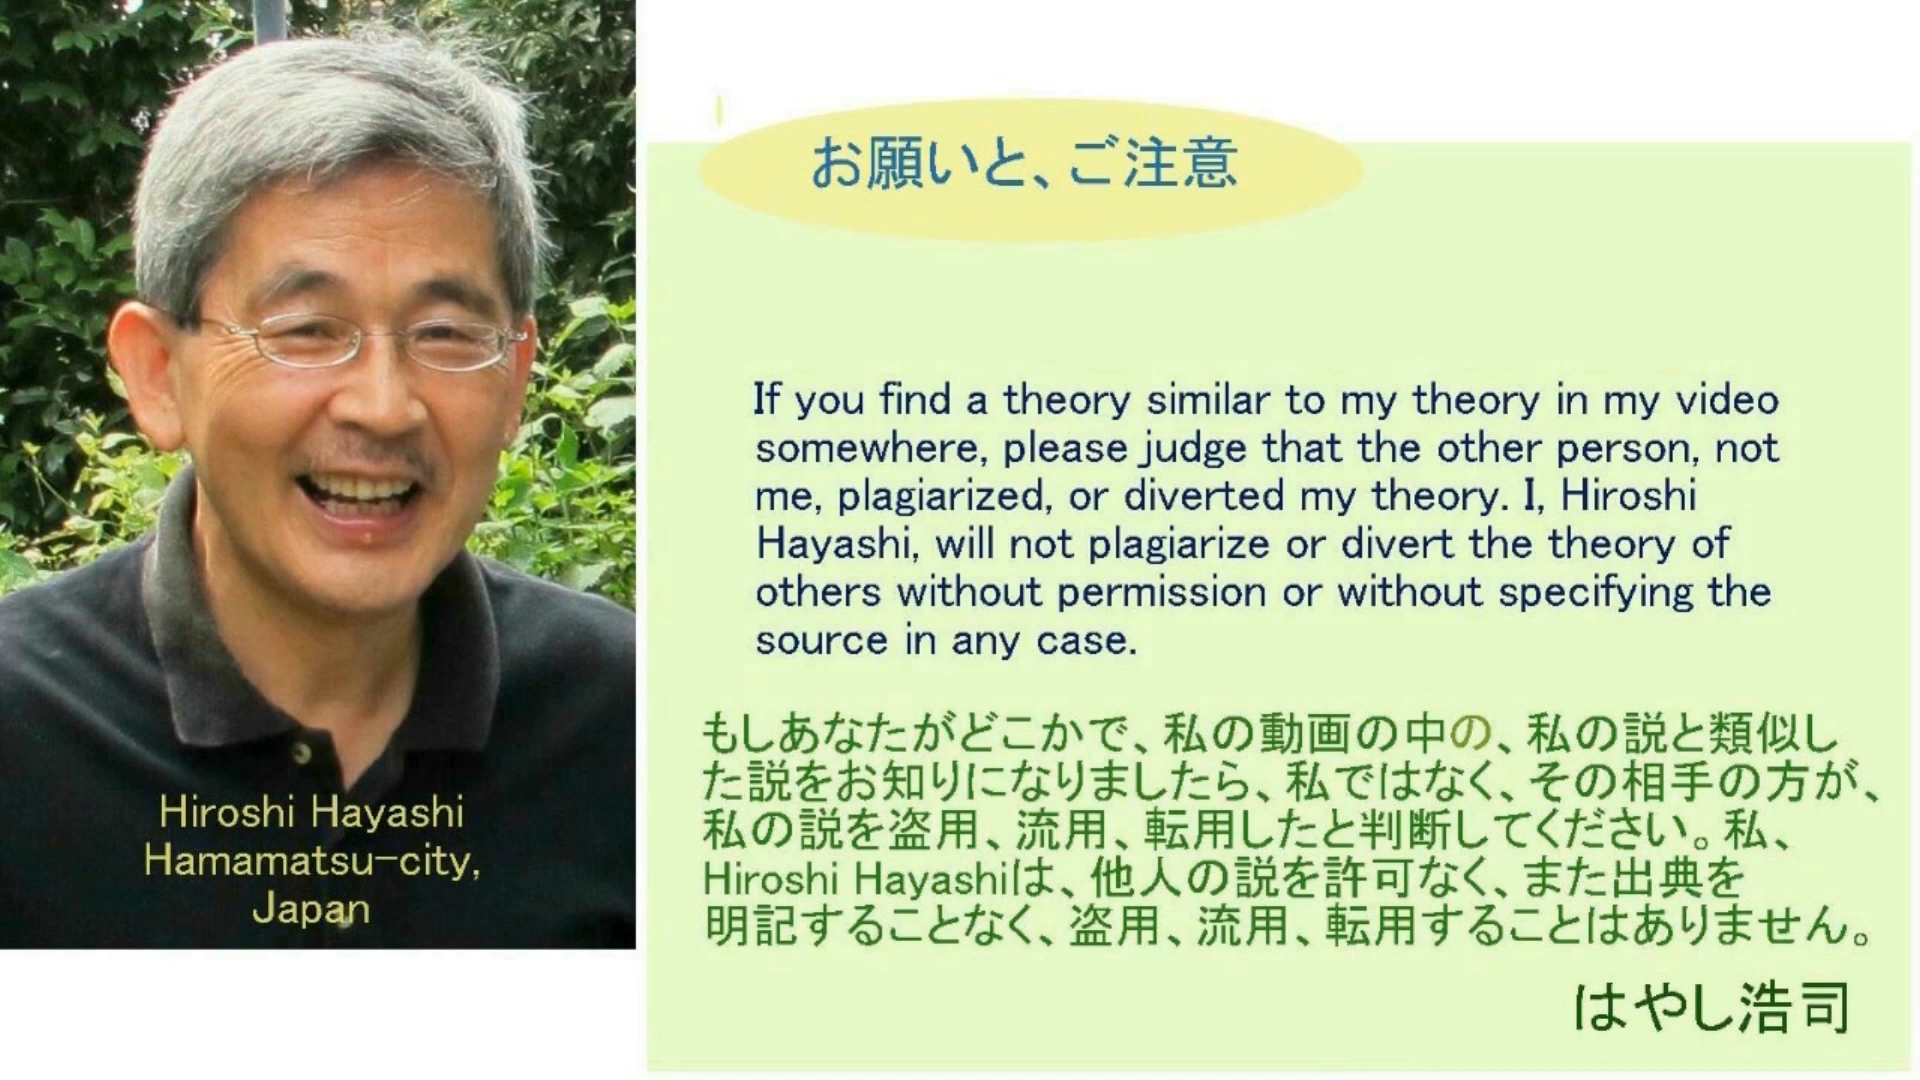 お願いと、ご注意
If you find a theory similar to my theory in my video
somewhere, please judge that the other person, not
me, plagiarized, or diverted my theory. I, Hiroshi
Hayashi, will not plagiarize or divert the theory of
others without permission or without specifying the
source in any case.
もしあなたがどこかで、私の動画の中の、私の説と類似し
た説をお知りになりましたら、私ではなく、その相手の方が、
私の説を盗用、流用、転用したと判断してください。私、
Hiroshi Hayashiは、他人の説を許可なく、また出典を
明記することなく、盗用、流用、転用することはありません。
はやし浩司
Hiroshi Hayashi
Hamamatsu-city,
Japan